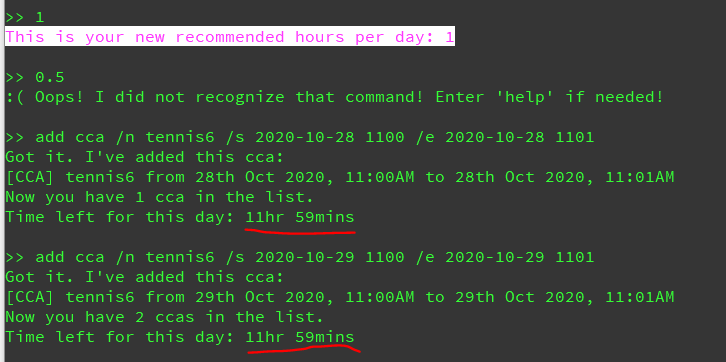 >> 1
This is your new recommended hours per day: 1
>> 0.5
:( Oops! I did not recognize that command! Enter 'help' if needed!
>> add cca /n tennis6 /s 2020-10-28 1100 /e 2020-10-28 1101
Got it. I've added this cca:
[CCA] tennis6 from 28th Oct 2020, 11:00AM to 28th Oct 2020, 11:01AM
Now you have 1 cca in the list.
Time left for this day: 11hr 59mins
>> add cca /n tennis6 /s 2020-10-29 1100 /e 2020-10-29 1101
Got it. I've added this cca:
[CCA] tennis6 from 29th Oct 2020, 11:00AM to 29th Oct 2020, 11:01AM
Now you have 2 ccas in the list.
Time left for this day: 11hr 59mins